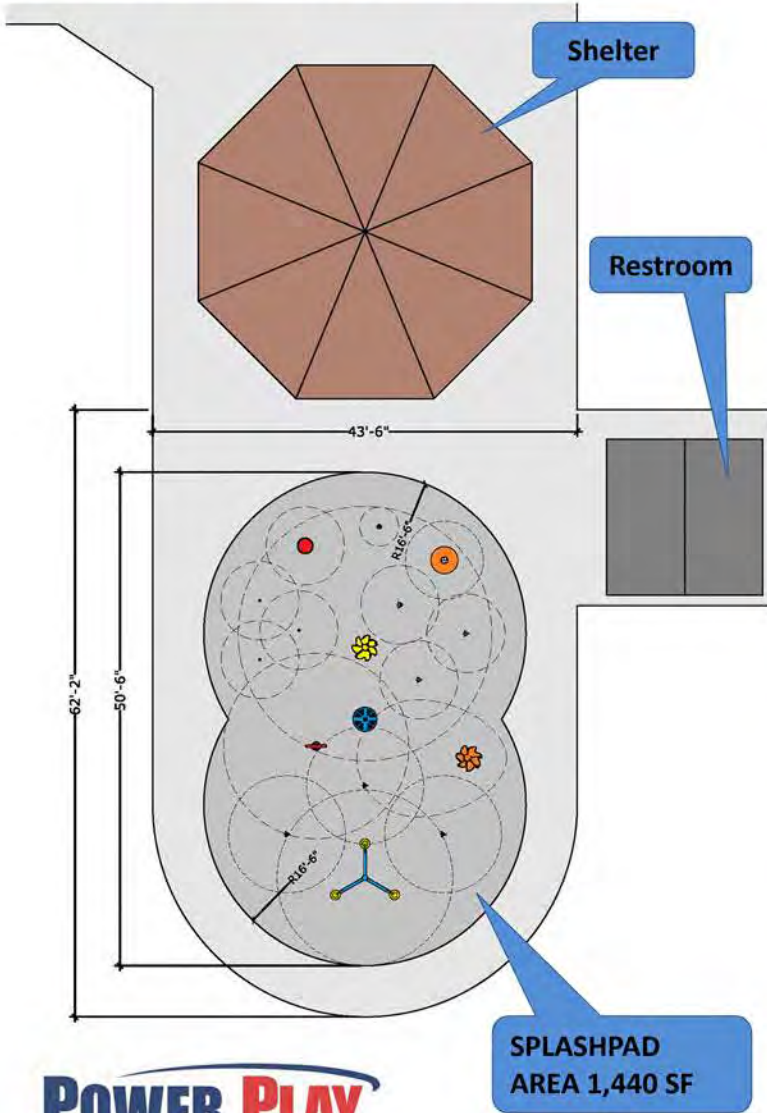 Shelter
Restroom
43'-6"
R16'-6"
62'-2"
50'-6"
R16'-6"
SPLASHPAD
AREA 1,440 SF
POWER PLAY